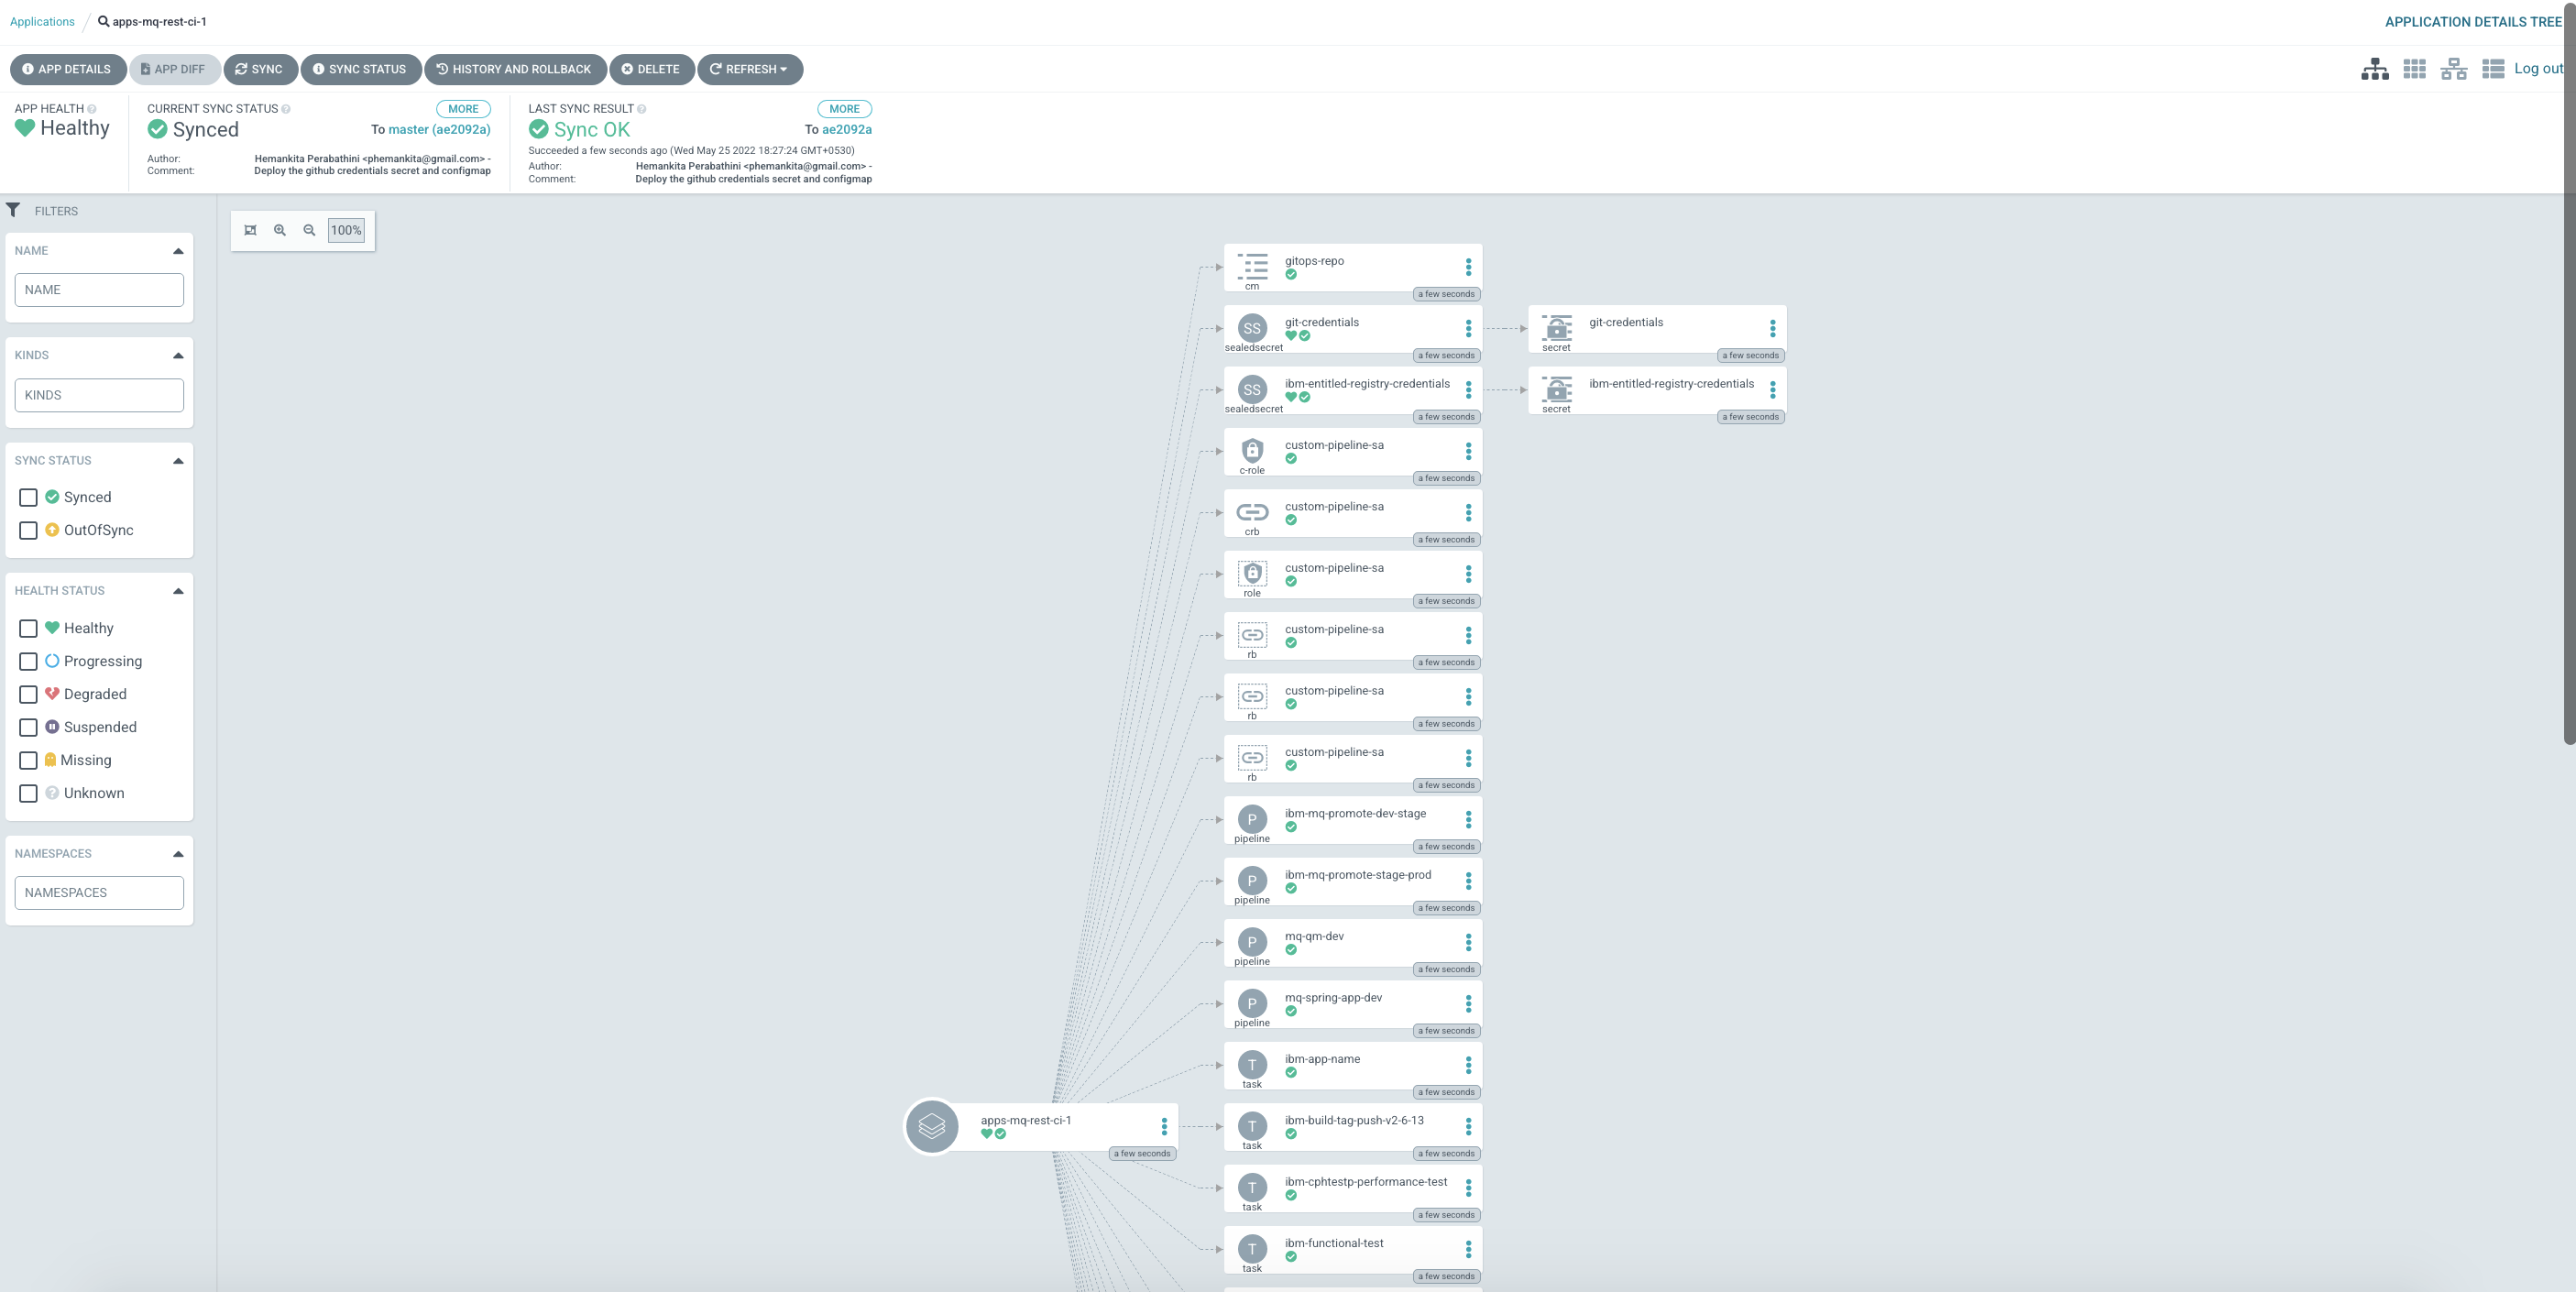 Applications / apps-mq-rest-ci-1
APPLICATION DETAILS TREE
APP DETAILS
APP DIFF
SYNC
SYNC STATUS
HISTORY AND ROLLBACK
DELETE
REFRESH
Log out
APP HEALTH
Healthy
CURRENT SYNC STATUS
MORE
Synced
To master (ae2092a)
Author: Hemankita Perabathini <phemankita@gmail.com> -
Comment: Deploy the github credentials secret and configmap
LAST SYNC RESULT
MORE
Sync OK
To ae2092a
Succeeded a few seconds ago (Wed May 25 2022 18:27:24 GMT+0530)
Author: Hemankita Perabathini <phemankita@gmail.com> -
Comment: Deploy the github credentials secret and configmap
FILTERS
NAME
NAME
KINDS
KINDS
SYNC STATUS
Synced
OutOfSync
HEALTH STATUS
Healthy
Progressing
Degraded
Suspended
Missing
Unknown
NAMESPACES
NAMESPACES
100%
apps-mq-rest-ci-1
a few seconds
gitops-repo
cm
a few seconds
SS
git-credentials
sealedsecret
a few seconds
git-credentials
secret
a few seconds
SS
ibm-entitled-registry-credentials
sealedsecret
a few seconds
ibm-entitled-registry-credentials
secret
a few seconds
custom-pipeline-sa
c-role
a few seconds
custom-pipeline-sa
crb
a few seconds
custom-pipeline-sa
role
a few seconds
custom-pipeline-sa
rb
a few seconds
custom-pipeline-sa
rb
a few seconds
custom-pipeline-sa
rb
a few seconds
P
ibm-mq-promote-dev-stage
pipeline
a few seconds
P
ibm-mq-promote-stage-prod
pipeline
a few seconds
P
mq-qm-dev
pipeline
a few seconds
P
mq-spring-app-dev
pipeline
a few seconds
T
ibm-app-name
task
a few seconds
T
ibm-build-tag-push-v2-6-13
task
a few seconds
T
ibm-cphtestp-performance-test
task
a few seconds
T
ibm-functional-test
task
a few seconds